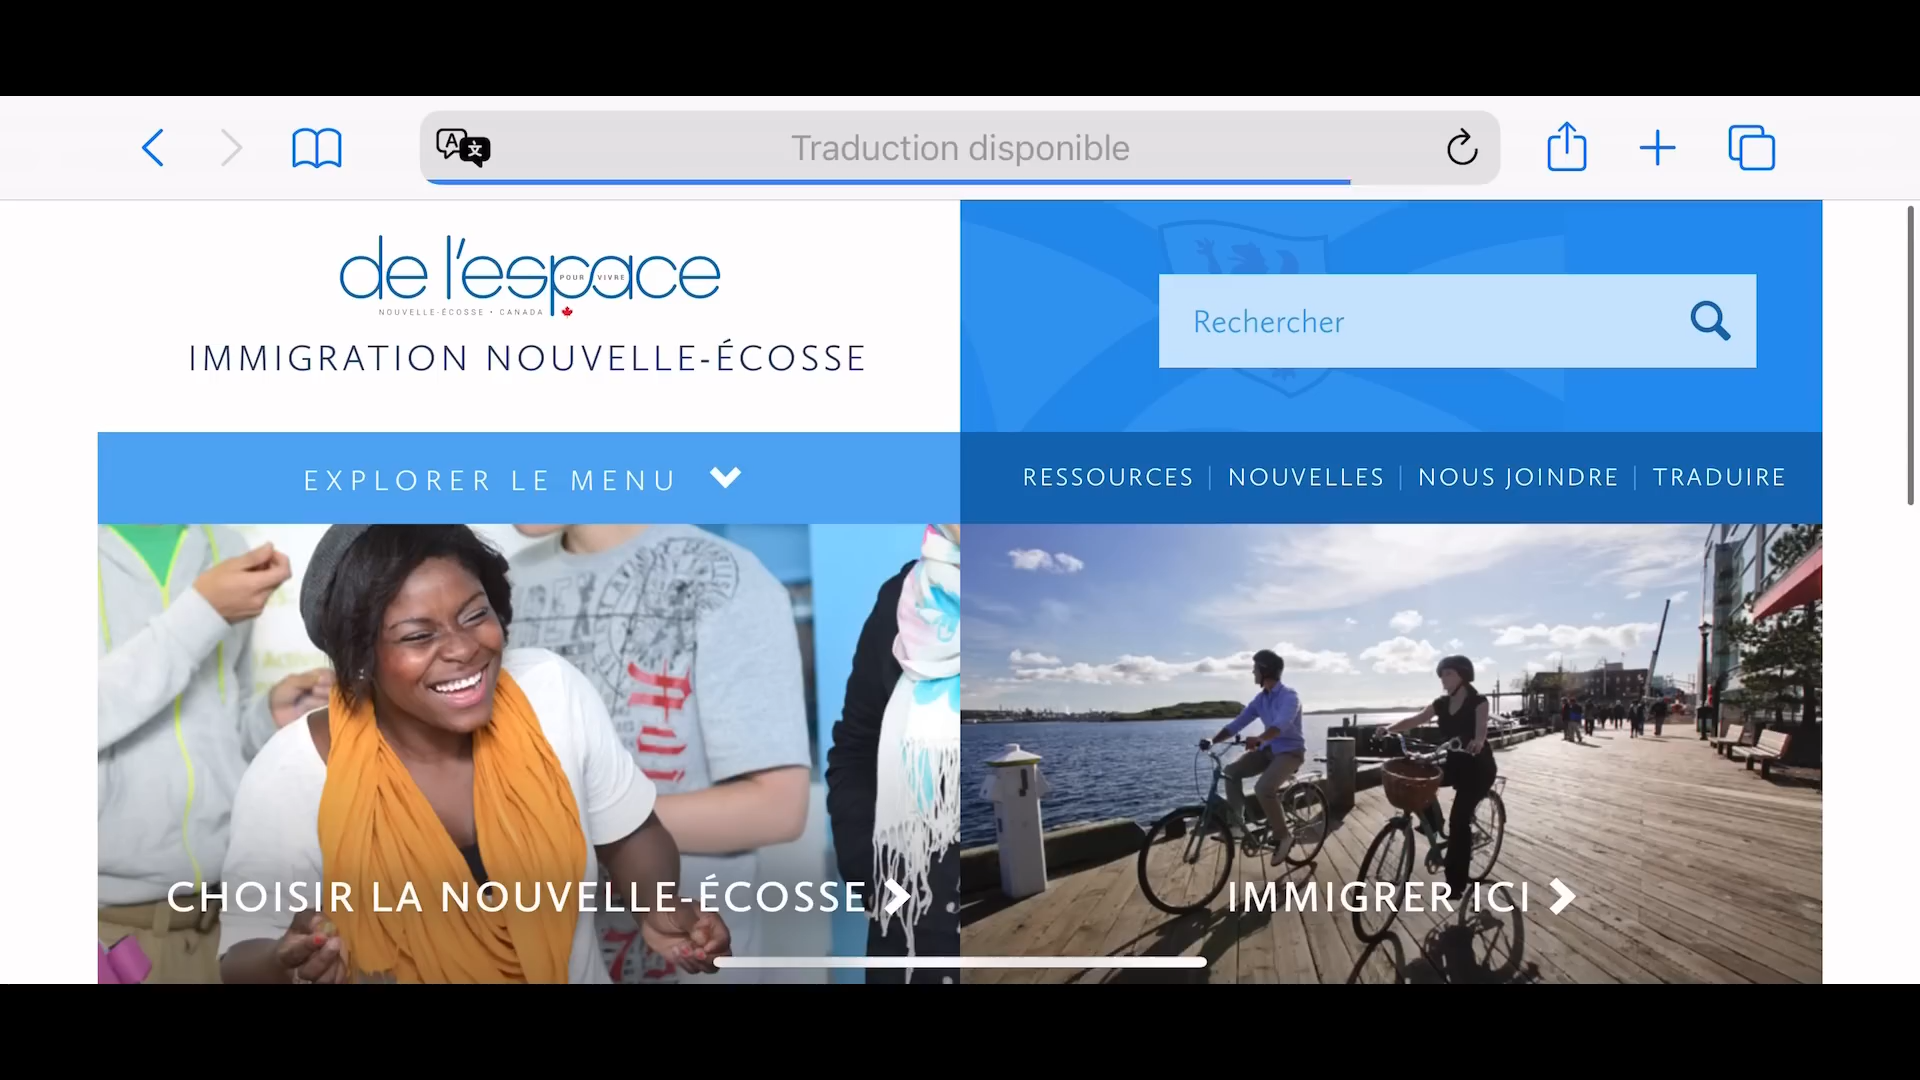 Traduction disponible
de l'espace
POUR VIVRE
NOUVELLE-ÉCOSSE • CANADA
IMMIGRATION NOUVELLE-ÉCOSSE
Rechercher
EXPLORER LE MENU
RESSOURCES | NOUVELLES | NOUS JOINDRE | TRADUIRE
CHOISIR LA NOUVELLE-ÉCOSSE
IMMIGRER ICI